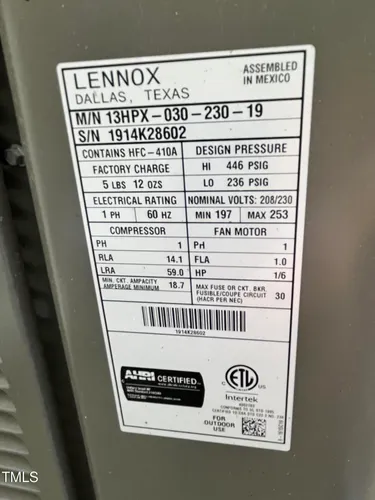 LENNOX
DALLAS, TEXAS
ASSEMBLED
IN MEXICO
M/N 13HPX-030-230-19
S/N 1914K28602
CONTAINS HFC-410A
DESIGN PRESSURE
FACTORY CHARGE
5 LBS 12 OZS
HI 446 PSIG
LO 236 PSIG
ELECTRICAL RATING
NOMINAL VOLTS: 208/230
1 PH 60 HZ
MIN 197 MAX 253
COMPRESSOR
FAN MOTOR
PH 1
PH 1
RLA 14.1
FLA 1.0
LRA 59.0
HP 1/6
MIN. CKT. AMPACITY
AMPERAGE MINIMUM 18.7
MAX FUSE OR CKT. BKR.
FUSIBLE/COUPE CIRCUIT 30
(HACR PER NEC)
1914K28602
AHRI CERTIFIED
ETL
Intertek
FOR
OUTDOOR
USE
TMLS